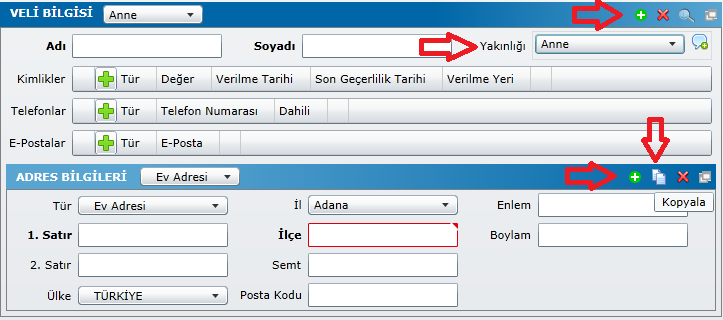 VELİ BİLGİSİ Anne
Adı Soyadı Yakınlığı Anne
Kimlikler Tür Değer Verilme Tarihi Son Geçerlilik Tarihi Verilme Yeri
Telefonlar Tür Telefon Numarası Dahili
E-Postalar Tür E-Posta
ADRES BİLGİLERİ Ev Adresi
Kopyala
Tür Ev Adresi İl Adana Enlem
1. Satır İlçe Boylam
2. Satır Semt
Ülke TÜRKİYE Posta Kodu